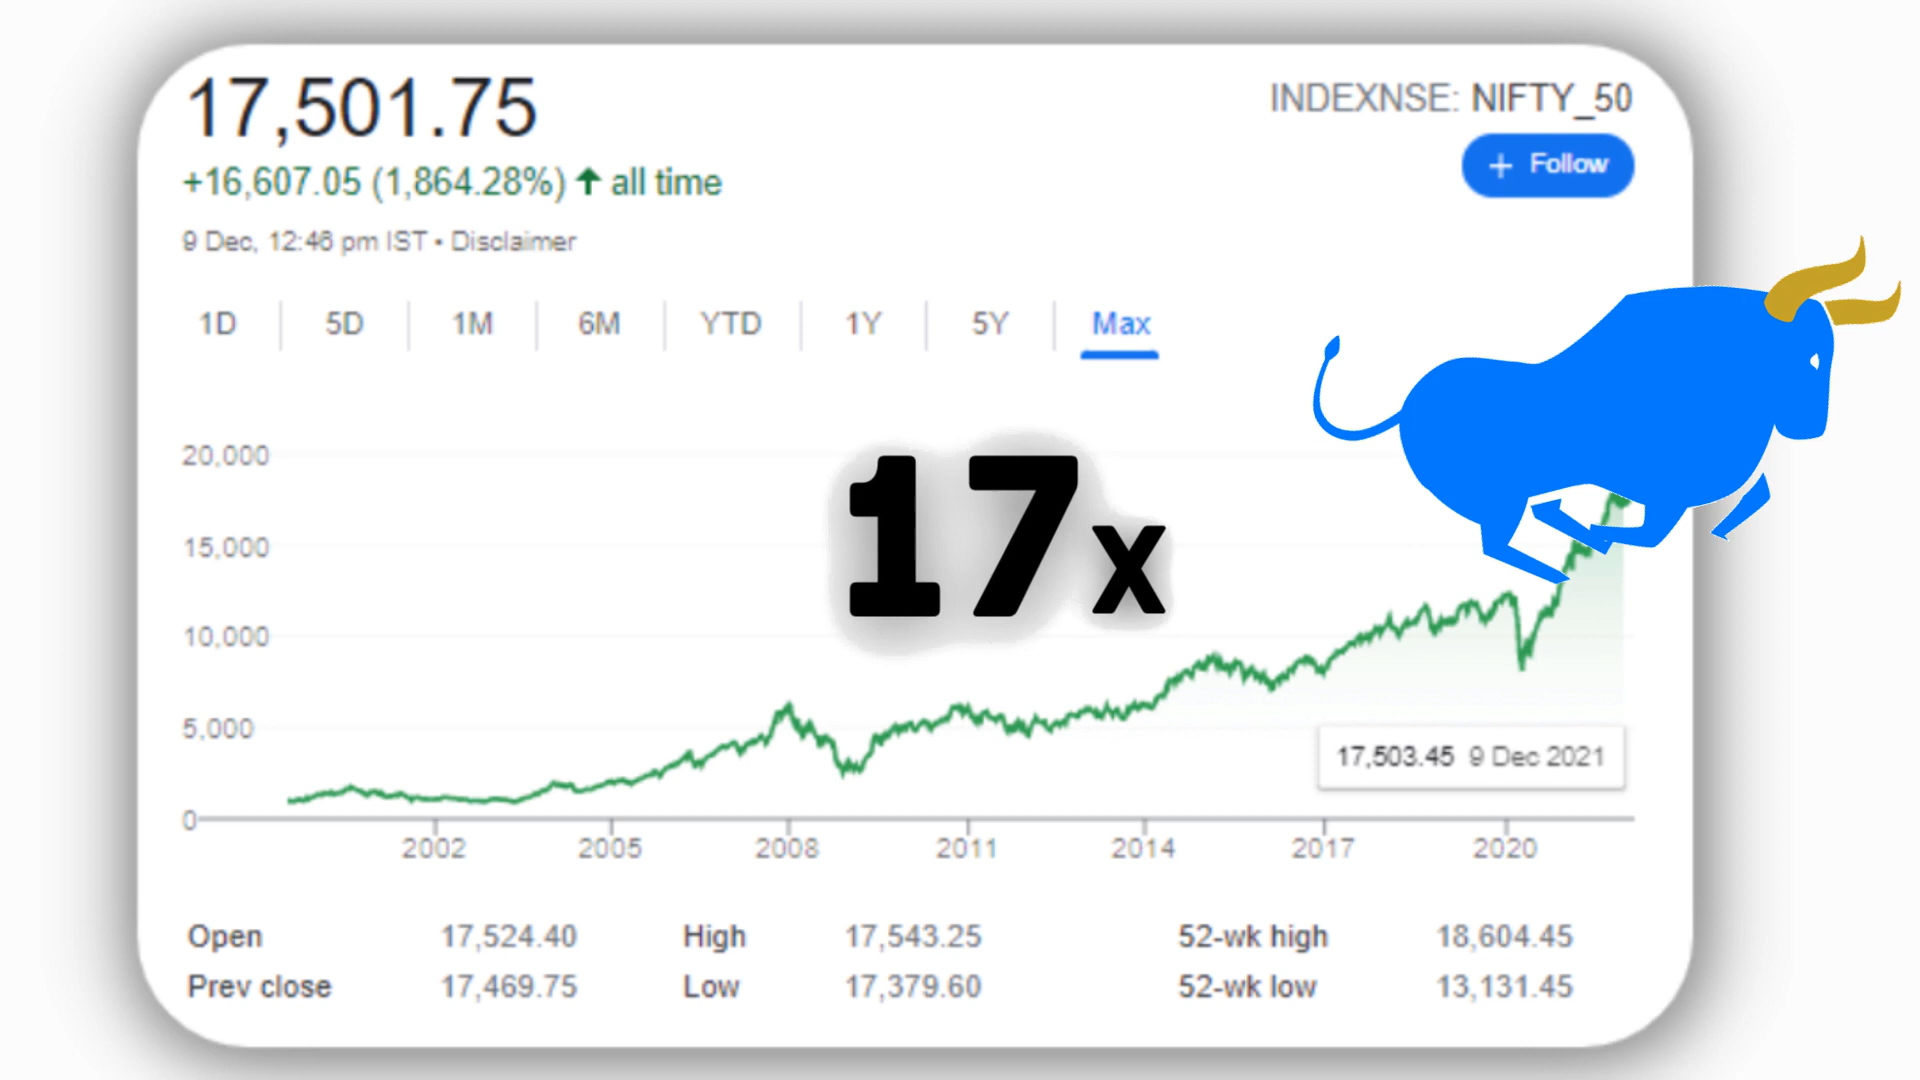 17,501.75
INDEXNSE: NIFTY_50
+16,607.05 (1,864.28%) ↑ all time
+ Follow
9 Dec, 12:46 pm IST • Disclaimer
1D 5D 1M 6M YTD 1Y 5Y Max
20,000
17x
15,000
10,000
5,000
17,503.45 9 Dec 2021
0
2002 2005 2008 2011 2014 2017 2020
Open 17,524.40 High 17,543.25 52-wk high 18,604.45
Prev close 17,469.75 Low 17,379.60 52-wk low 13,131.45